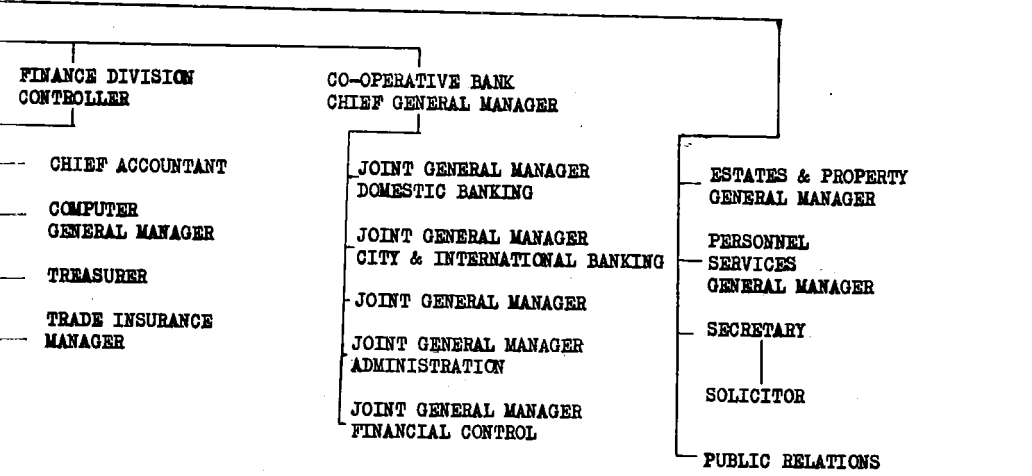 FINANCE DIVISION
CONTROLLER
CHIEF ACCOUNTANT
COMPUTER
GENERAL MANAGER
TREASURER
TRADE INSURANCE
MANAGER
CO-OPERATIVE BANK
CHIEF GENERAL MANAGER
JOINT GENERAL MANAGER
DOMESTIC BANKING
JOINT GENERAL MANAGER
CITY & INTERNATIONAL BANKING
JOINT GENERAL MANAGER
JOINT GENERAL MANAGER
ADMINISTRATION
JOINT GENERAL MANAGER
FINANCIAL CONTROL
ESTATES & PROPERTY
GENERAL MANAGER
PERSONNEL
SERVICES
GENERAL MANAGER
SECRETARY
SOLICITOR
PUBLIC RELATIONS